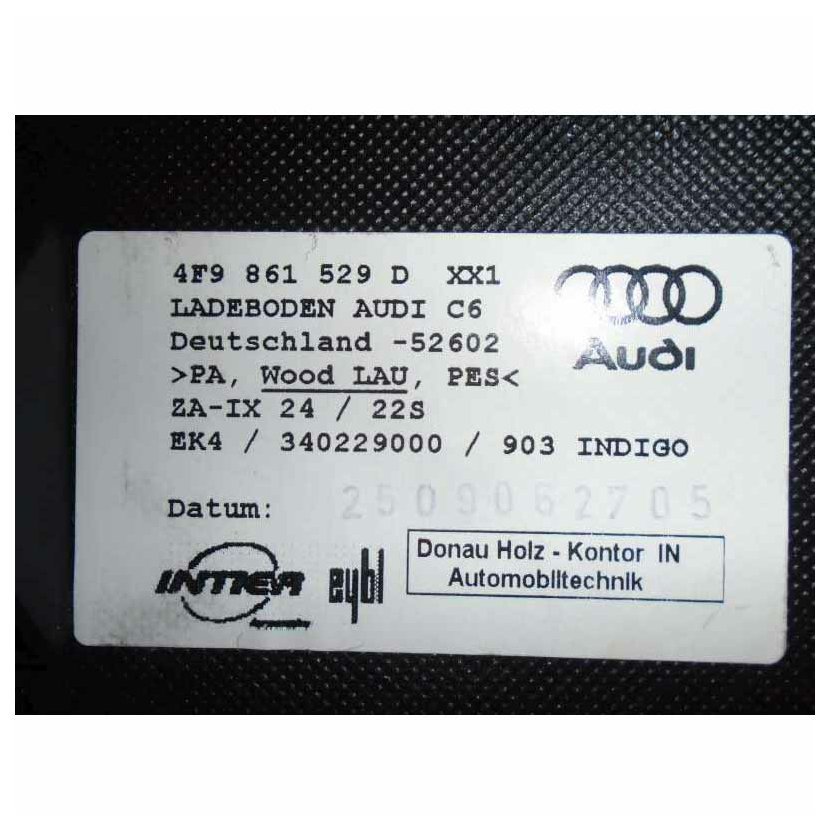 4F9 861 529 D XX1
LADEBODEN AUDI C6
Deutschland -52602
>PA, Wood LAU, PES<
ZA-IX 24 / 22S
EK4 / 340229000 / 903 INDIGO
Audi
Datum: 2509062705
INTIER
eybl
Donau Holz - Kontor IN
Automobiltechnik